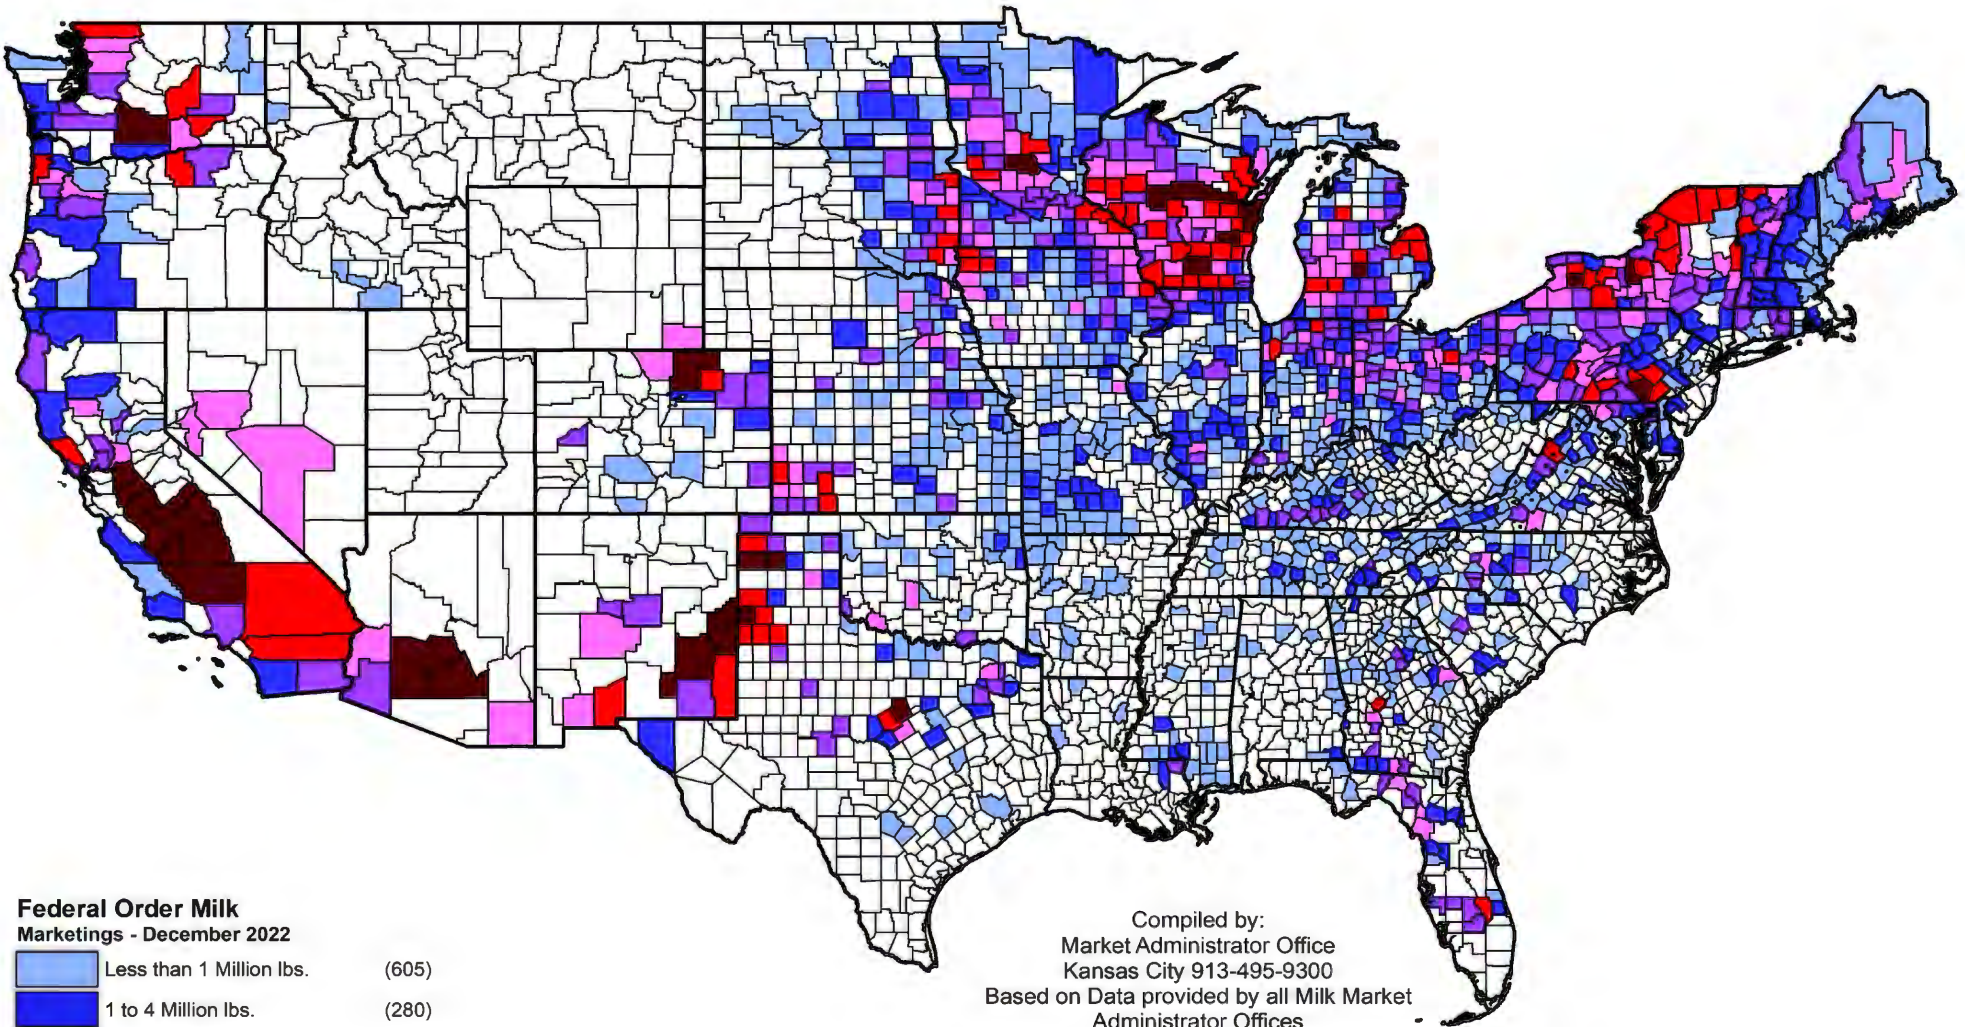 Federal Order Milk
Marketings - December 2022
Less than 1 Million lbs. (605)
1 to 4 Million lbs. (280)
Compiled by:
Market Administrator Office
Kansas City 913-495-9300
Based on Data provided by all Milk Market
Administrator Offices